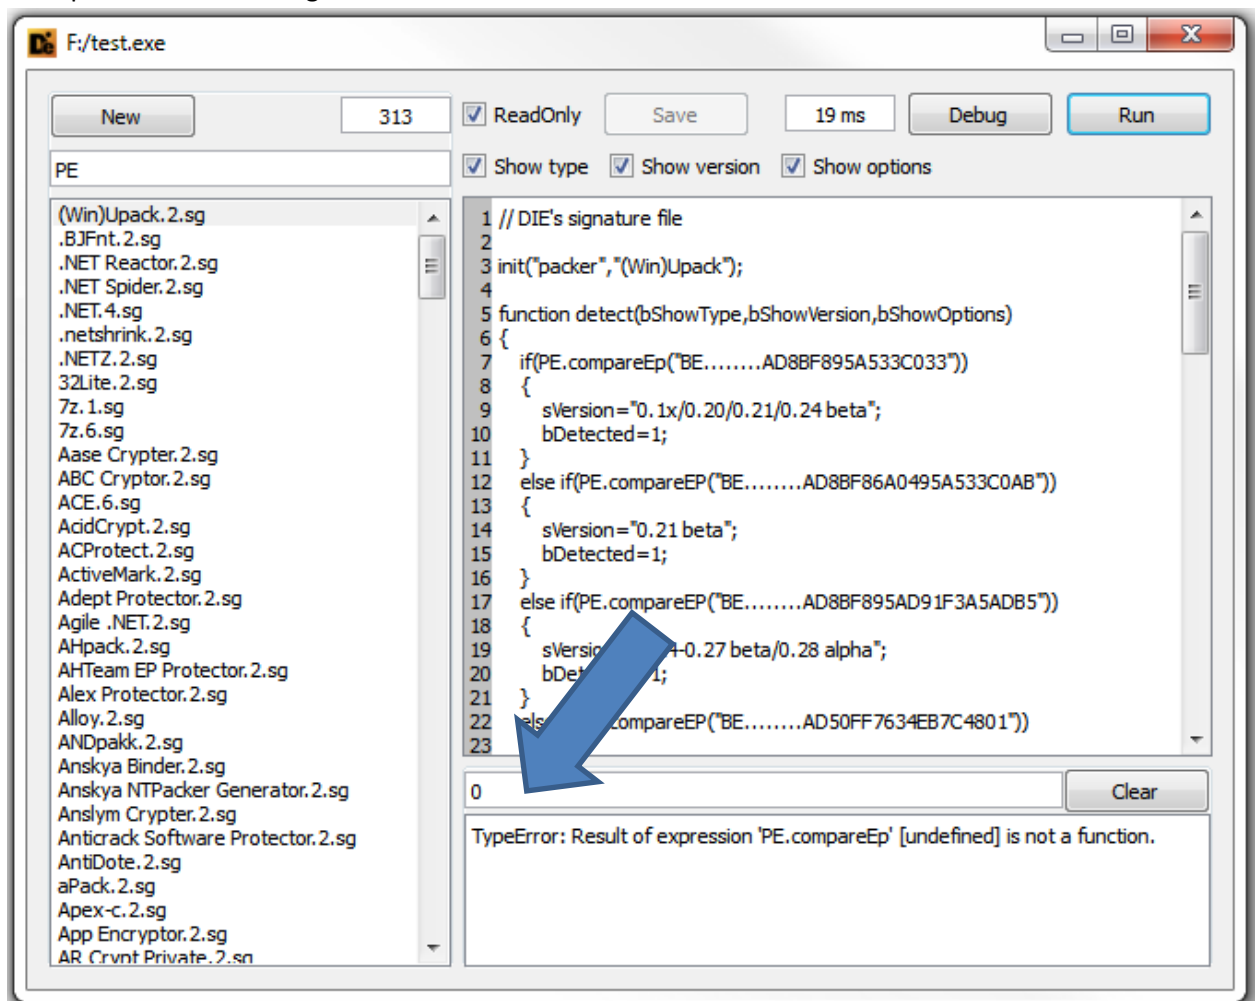 F:/test.exe
New
313
ReadOnly
Save
19 ms
Debug
Run
PE
Show type
Show version
Show options
(Win)Upack.2.sg
.BJFnt.2.sg
.NET Reactor.2.sg
.NET Spider.2.sg
.NET.4.sg
.netshrink.2.sg
.NETZ.2.sg
32Lite.2.sg
7z.1.sg
7z.6.sg
Aase Crypter.2.sg
ABC Cryptor.2.sg
ACE.6.sg
AcidCrypt.2.sg
ACProtect.2.sg
ActiveMark.2.sg
Adept Protector.2.sg
Agile .NET.2.sg
AHpack.2.sg
AHTeam EP Protector.2.sg
Alex Protector.2.sg
Alloy.2.sg
ANDpakk.2.sg
Anskya Binder.2.sg
Anskya NTPacker Generator.2.sg
Anslym Crypter.2.sg
Anticrack Software Protector.2.sg
AntiDote.2.sg
aPack.2.sg
Apex-c.2.sg
App Encryptor.2.sg
AR Crypt Private.2.sg
1 // DIE's signature file
2
3 init("packer","(Win)Upack");
4
5 function detect(bShowType,bShowVersion,bShowOptions)
6 {
7 if(PE.compareEp("BE........AD8BF895A533C033"))
8 {
9 sVersion="0.1x/0.20/0.21/0.24 beta";
10 bDetected=1;
11 }
12 else if(PE.compareEP("BE........AD8BF86A0495A533C0AB"))
13 {
14 sVersion="0.21 beta";
15 bDetected=1;
16 }
17 else if(PE.compareEP("BE........AD8BF895AD91F3A5ADB5"))
18 {
19 -0.27 beta/0.28 alpha";
20 1;
21 }
22 compareEP("BE........AD50FF7634EB7C4801"))
23
0
Clear
TypeError: Result of expression 'PE.compareEp' [undefined] is not a function.